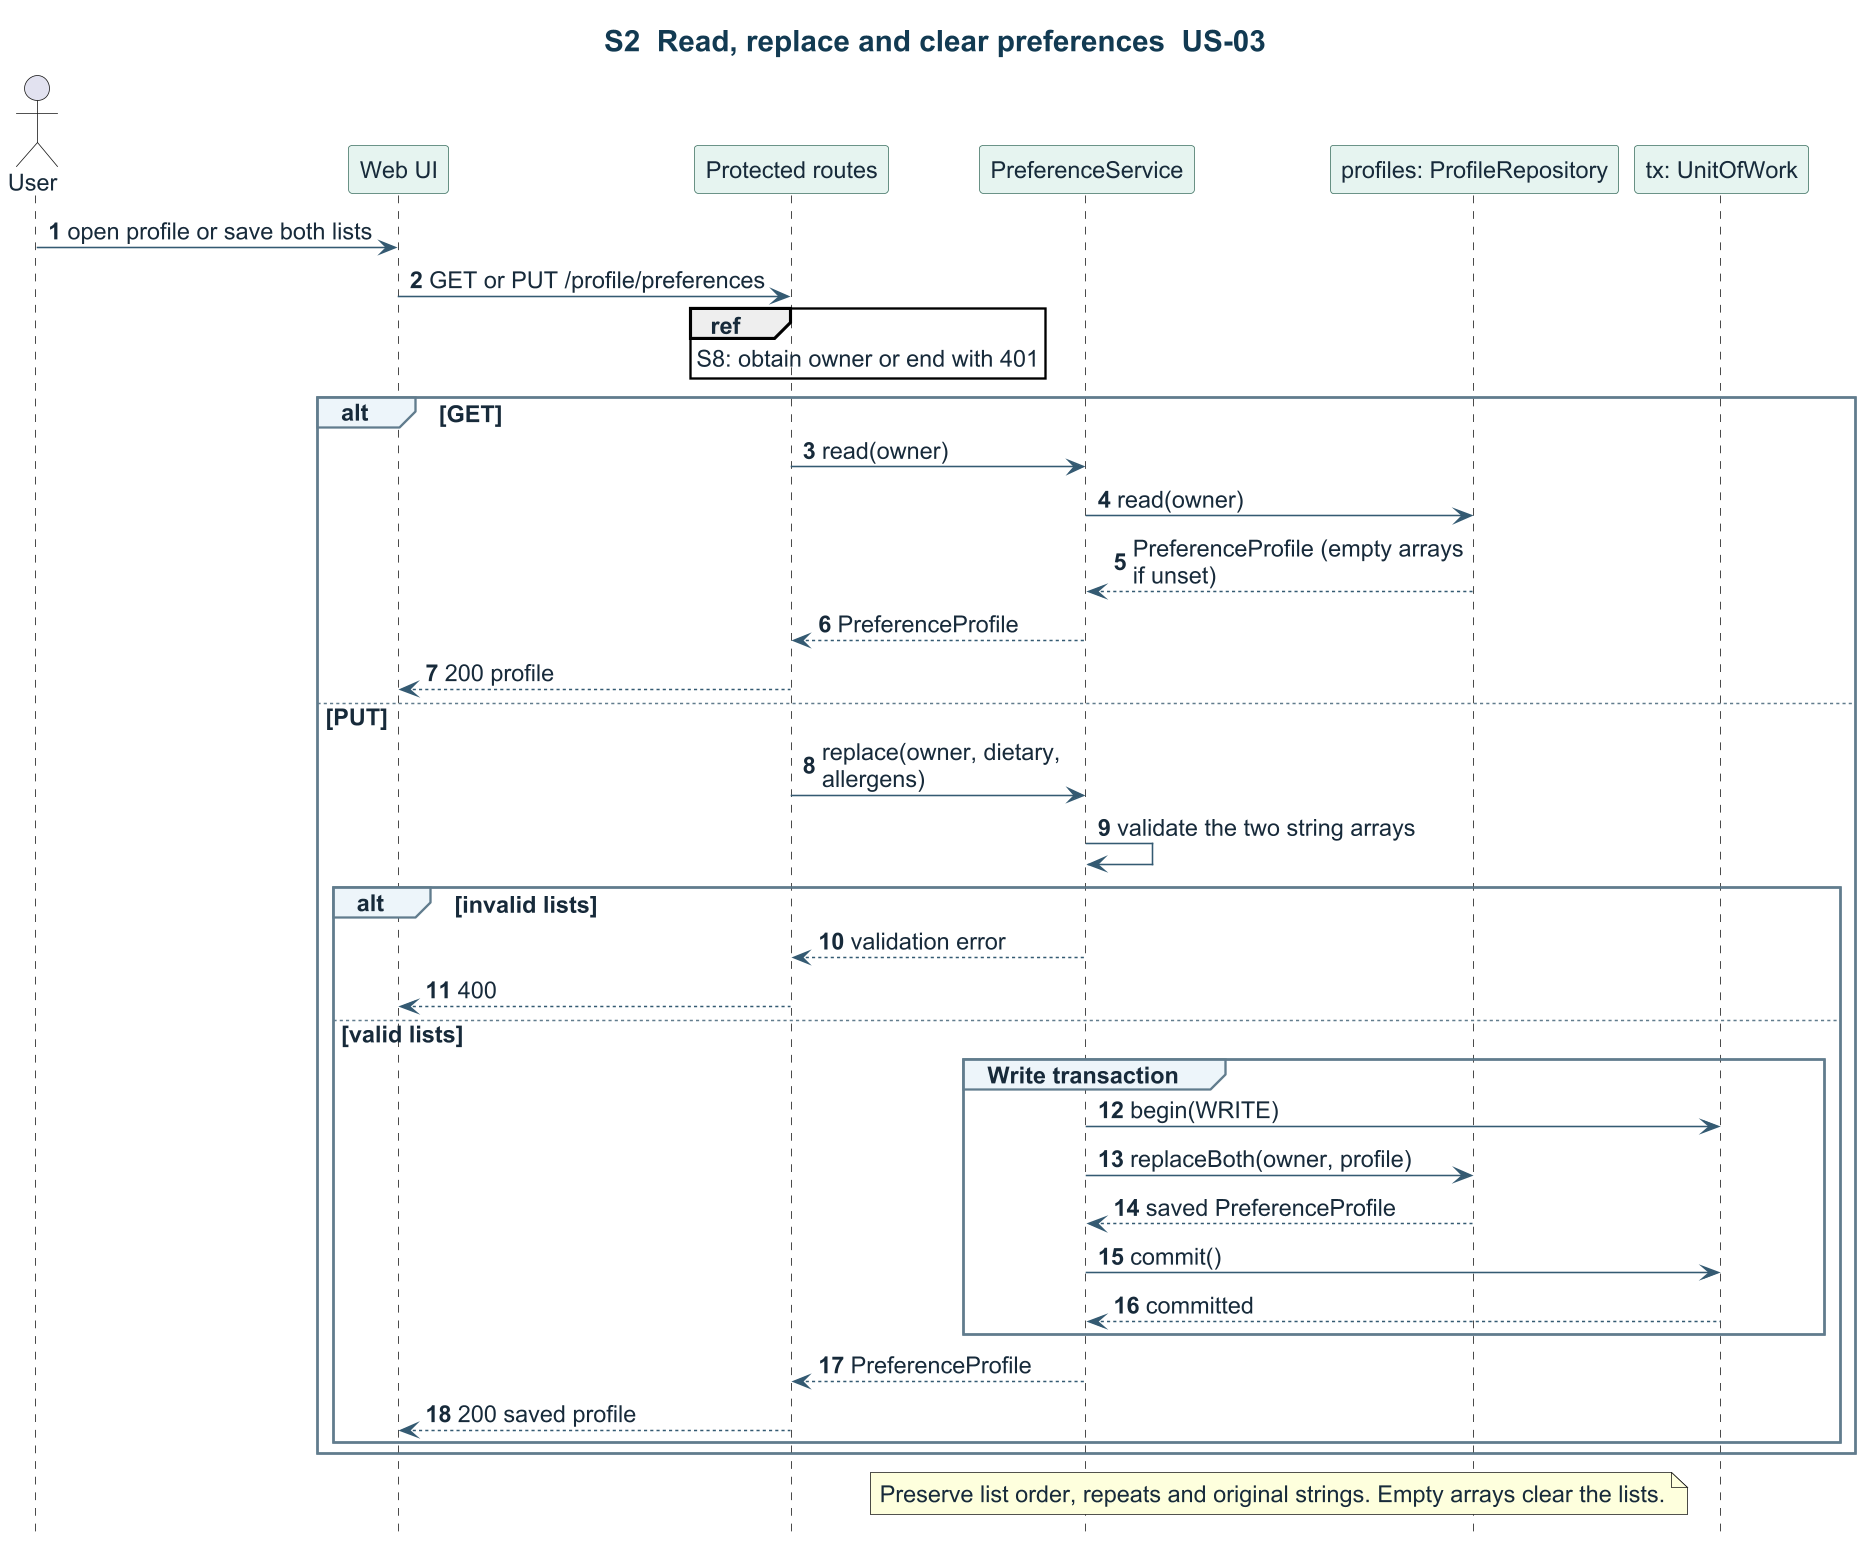 S2  Read, replace and clear preferences  US-03
User
Web UI
Protected routes
PreferenceService
profiles: ProfileRepository
tx: UnitOfWork
1 open profile or save both lists
2 GET or PUT /profile/preferences
ref
S8: obtain owner or end with 401
alt [GET]
3 read(owner)
4 read(owner)
5 PreferenceProfile (empty arrays
if unset)
6 PreferenceProfile
7 200 profile
[PUT]
8 replace(owner, dietary,
allergens)
9 validate the two string arrays
alt [invalid lists]
10 validation error
11 400
[valid lists]
Write transaction
12 begin(WRITE)
13 replaceBoth(owner, profile)
14 saved PreferenceProfile
15 commit()
16 committed
17 PreferenceProfile
18 200 saved profile
Preserve list order, repeats and original strings. Empty arrays clear the lists.